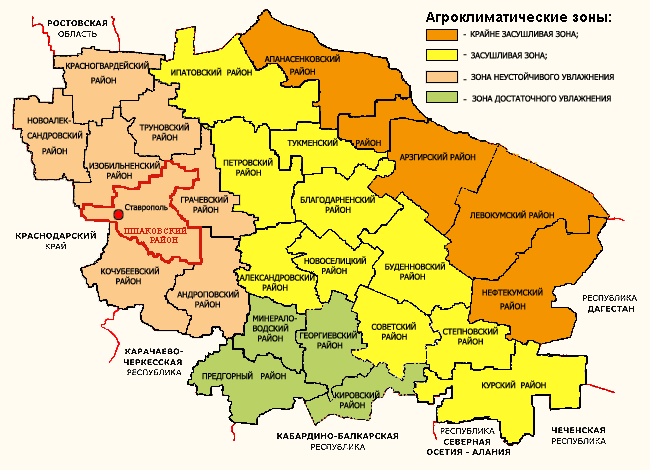 Агроклиматические зоны:
- КРАЙНЕ ЗАСУШЛИВАЯ ЗОНА;
- ЗАСУШЛИВАЯ ЗОНА;
- ЗОНА НЕУСТОЙЧИВОГО УВЛАЖНЕНИЯ
- ЗОНА ДОСТАТОЧНОГО УВЛАЖНЕНИЯ
РОСТОВСКАЯ
ОБЛАСТЬ
КРАСНОГВАРДЕЙСКИЙ
РАЙОН
ИПАТОВСКИЙ РАЙОН
АПАНАСЕНКОВСКИЙ
РАЙОН
НОВОАЛЕК-
САНДРОВСКИЙ
РАЙОН
ТРУНОВСКИЙ
РАЙОН
ТУКМЕНСКИЙ
РАЙОН
ИЗОБИЛЬНЕНСКИЙ
РАЙОН
ПЕТРОВСКИЙ
РАЙОН
АРЗГИРСКИЙ РАЙОН
Ставрополь
ГРАЧЕВСКИЙ
РАЙОН
БЛАГОДАРНЕНСКИЙ
РАЙОН
ЛЕВОКУМСКИЙ РАЙОН
ШПАКОВСКИЙ
РАЙОН
КРАСНОДАРСКИЙ
КРАЙ
КОЧУБЕЕВСКИЙ
РАЙОН
АНДРОПОВСКИЙ
РАЙОН
АЛЕКСАНДРОВСКИЙ
РАЙОН
НОВОСЕЛИЦКИЙ
РАЙОН
БУДЕННОВСКИЙ
РАЙОН
НЕФТЕКУМСКИЙ
РАЙОН
РЕСПУБЛИКА
ДАГЕСТАН
МИНЕРАЛО-
ВОДСКИЙ
РАЙОН
ГЕОРГИЕВСКИЙ
РАЙОН
СОВЕТСКИЙ
РАЙОН
СТЕПНОВСКИЙ
РАЙОН
КАРАЧАЕВО-
ЧЕРКЕССКАЯ
РЕСПУБЛИКА
ПРЕДГОРНЫЙ РАЙОН
КИРОВСКИЙ
РАЙОН
КУРСКИЙ РАЙОН
КАБАРДИНО-БАЛКАРСКАЯ
РЕСПУБЛИКА
РЕСПУБЛИКА
СЕВЕРНАЯ
ОСЕТИЯ - АЛАНИЯ
ЧЕЧЕНСКАЯ
РЕСПУБЛИКА